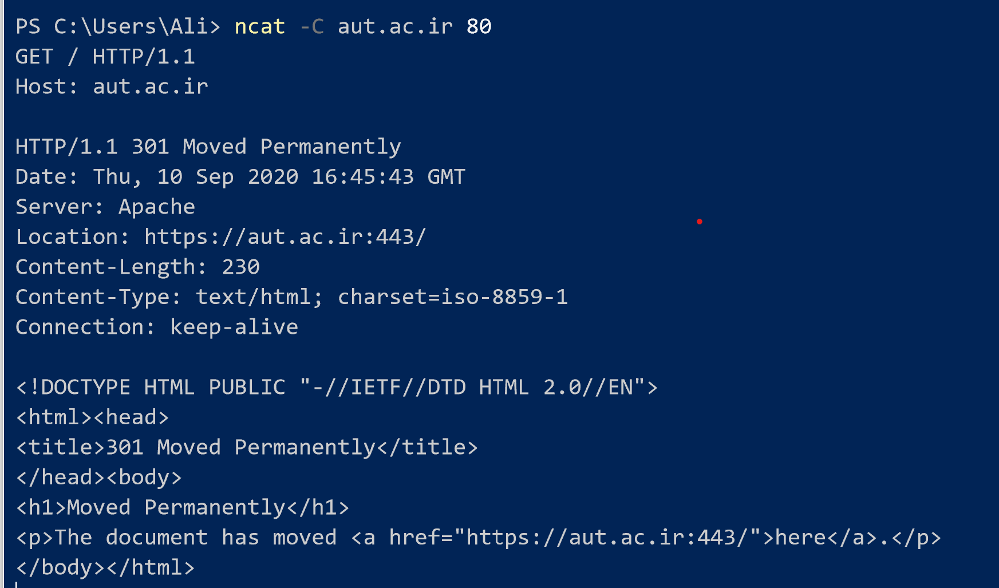 PS C:\Users\Ali> ncat -C aut.ac.ir 80
GET / HTTP/1.1
Host: aut.ac.ir
HTTP/1.1 301 Moved Permanently
Date: Thu, 10 Sep 2020 16:45:43 GMT
Server: Apache
Location: https://aut.ac.ir:443/
Content-Length: 230
Content-Type: text/html; charset=iso-8859-1
Connection: keep-alive
<!DOCTYPE HTML PUBLIC "-//IETF//DTD HTML 2.0//EN">
<html><head>
<title>301 Moved Permanently</title>
</head><body>
<h1>Moved Permanently</h1>
<p>The document has moved <a href="https://aut.ac.ir:443/">here</a>.</p>
</body></html>